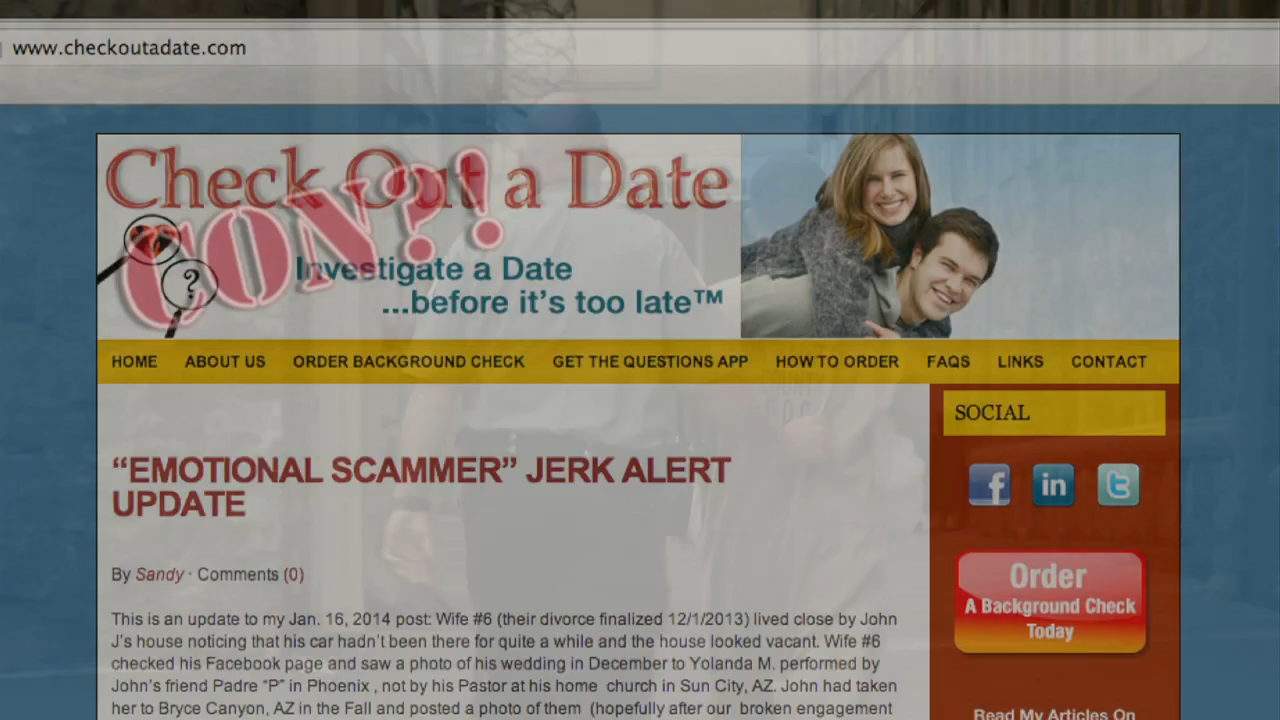 www.checkoutadate.com
Check Out a Date
CON?!
Investigate a Date
...before it's too late™
?
HOME ABOUT US ORDER BACKGROUND CHECK GET THE QUESTIONS APP HOW TO ORDER FAQS LINKS CONTACT
SOCIAL
“EMOTIONAL SCAMMER” JERK ALERT
UPDATE
f in t
By Sandy · Comments (0)
Order
A Background Check
Today
This is an update to my Jan. 16, 2014 post: Wife #6 (their divorce finalized 12/1/2013) lived close by John
J’s house noticing that his car hadn’t been there for quite a while and the house looked vacant. Wife #6
checked his Facebook page and saw a photo of his wedding in December to Yolanda M. performed by
John’s friend Padre “P” in Phoenix , not by his Pastor at his home church in Sun City, AZ. John had taken
her to Bryce Canyon, AZ in the Fall and posted a photo of them (hopefully after our broken engagement
Read My Articles On